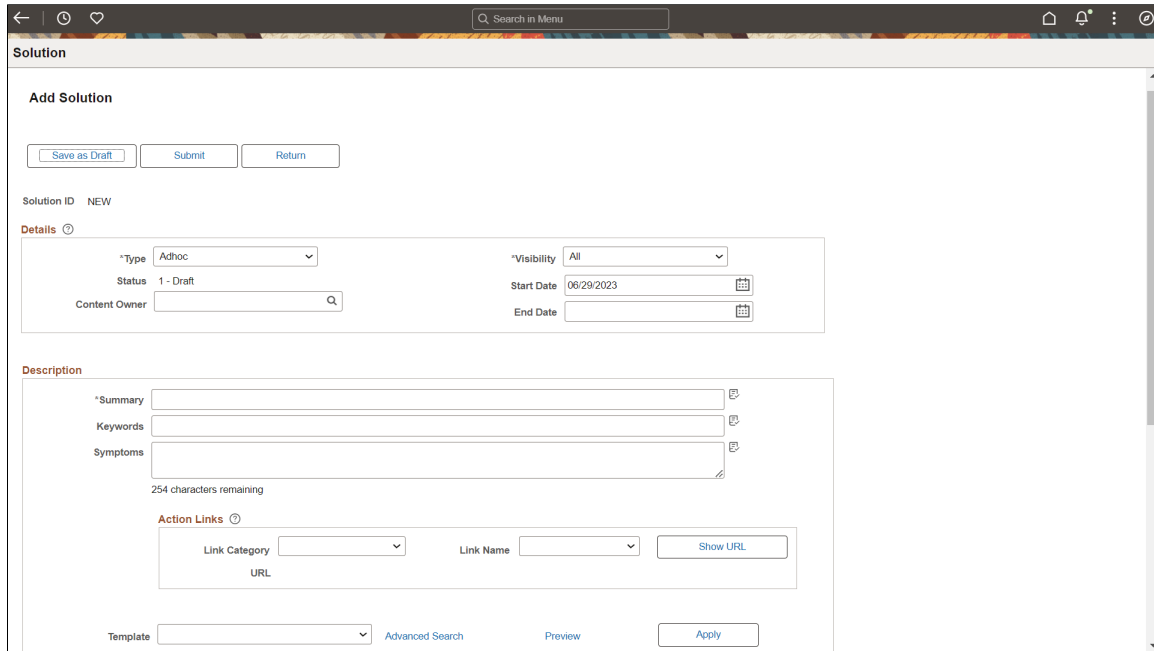 Search in Menu
Solution
Add Solution
Save as Draft Submit Return
Solution ID NEW
Details
*Type Adhoc *Visibility All
Status 1 - Draft Start Date 06/29/2023
Content Owner End Date
Description
*Summary
Keywords
Symptoms
254 characters remaining
Action Links
Link Category Link Name Show URL
URL
Template Advanced Search Preview Apply